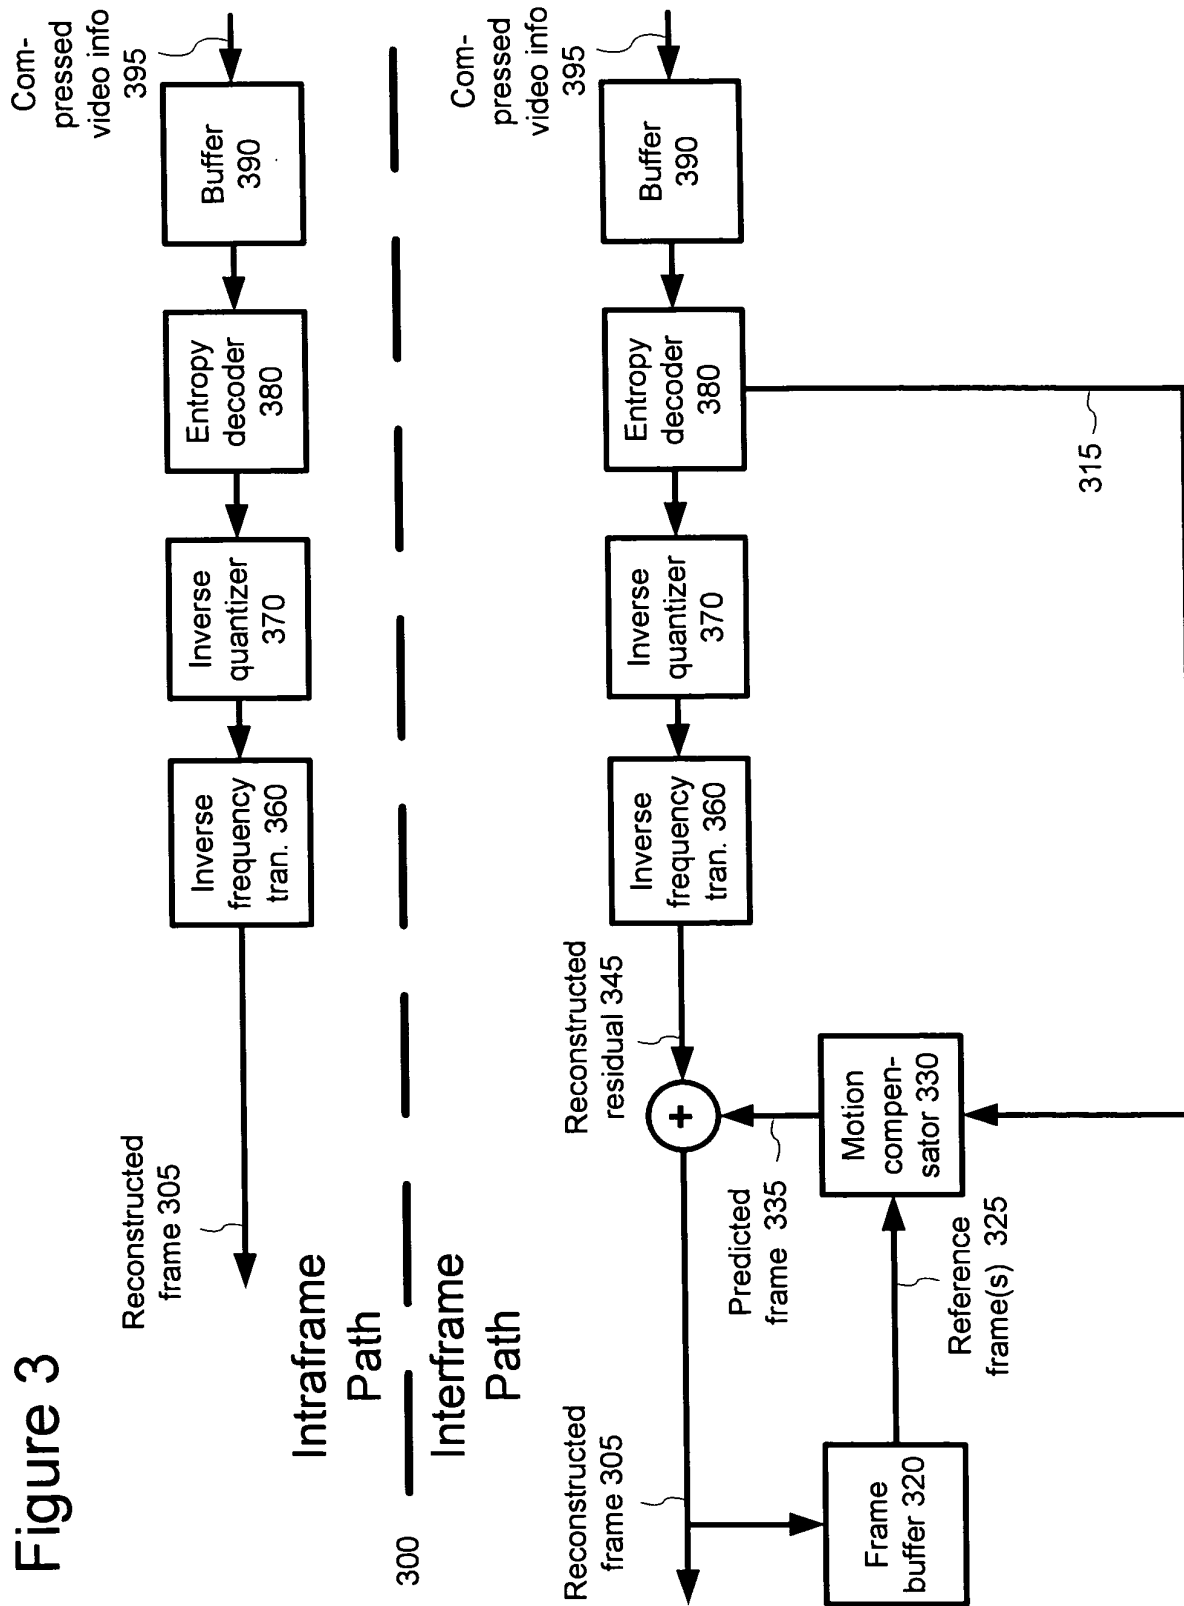 Figure 3
Reconstructed
frame 305
Inverse
frequency
tran. 360
Inverse
quantizer
370
Entropy
decoder
380
Buffer
390
Com-
pressed
video info
395
Intraframe
Path
300
Interframe
Path
Reconstructed
frame 305
Reconstructed
residual 345
+
Inverse
frequency
tran. 360
Inverse
quantizer
370
Entropy
decoder
380
Buffer
390
Com-
pressed
video info
395
Predicted
frame 335
Frame
buffer 320
Reference
frame(s) 325
Motion
compen-
sator 330
315